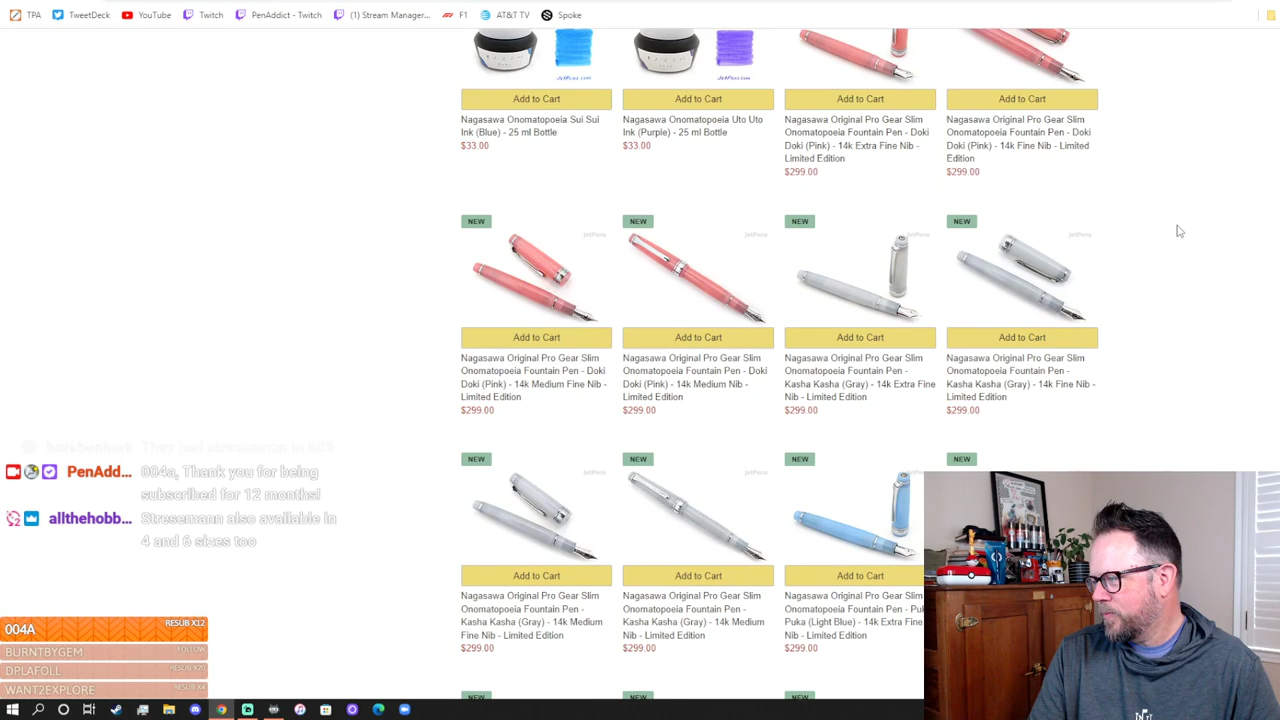 TPA TweetDeck YouTube Twitch PenAddict - Twitch (1) Stream Manager... F1 AT&T TV Spoke
JetPens.com JetPens.com
Add to Cart Add to Cart Add to Cart Add to Cart
Nagasawa Onomatopoeia Sui Sui
Ink (Blue) - 25 ml Bottle
$33.00
Nagasawa Onomatopoeia Uto Uto
Ink (Purple) - 25 ml Bottle
$33.00
Nagasawa Original Pro Gear Slim
Onomatopoeia Fountain Pen - Doki
Doki (Pink) - 14k Extra Fine Nib -
Limited Edition
$299.00
Nagasawa Original Pro Gear Slim
Onomatopoeia Fountain Pen - Doki
Doki (Pink) - 14k Fine Nib - Limited
Edition
$299.00
NEW NEW NEW NEW
JetPens JetPens JetPens JetPens
Add to Cart Add to Cart Add to Cart Add to Cart
Nagasawa Original Pro Gear Slim
Onomatopoeia Fountain Pen - Doki
Doki (Pink) - 14k Medium Fine Nib -
Limited Edition
$299.00
Nagasawa Original Pro Gear Slim
Onomatopoeia Fountain Pen - Doki
Doki (Pink) - 14k Medium Nib -
Limited Edition
$299.00
Nagasawa Original Pro Gear Slim
Onomatopoeia Fountain Pen -
Kasha Kasha (Gray) - 14k Extra Fine
Nib - Limited Edition
$299.00
Nagasawa Original Pro Gear Slim
Onomatopoeia Fountain Pen -
Kasha Kasha (Gray) - 14k Fine Nib -
Limited Edition
$299.00
NEW NEW NEW NEW
JetPens JetPens JetPens
Add to Cart Add to Cart Add to Cart
Nagasawa Original Pro Gear Slim
Onomatopoeia Fountain Pen -
Kasha Kasha (Gray) - 14k Medium
Fine Nib - Limited Edition
$299.00
Nagasawa Original Pro Gear Slim
Onomatopoeia Fountain Pen -
Kasha Kasha (Gray) - 14k Medium
Nib - Limited Edition
$299.00
Nagasawa Original Pro Gear Slim
Onomatopoeia Fountain Pen - Puk
Puka (Light Blue) - 14k Extra Fine
Nib - Limited Edition
$299.00
NEW NEW NEW
They had
PenAdd... 004a, Thank you for being
subscribed for 12 months!
allthehobb... Stresemann also available in
4 and 6 sizes too
004A RESUB X12
BURNTBYGEM FOLLOW
DPLAFOLL RESUB X20
WANT2EXPLORE RESUB X4